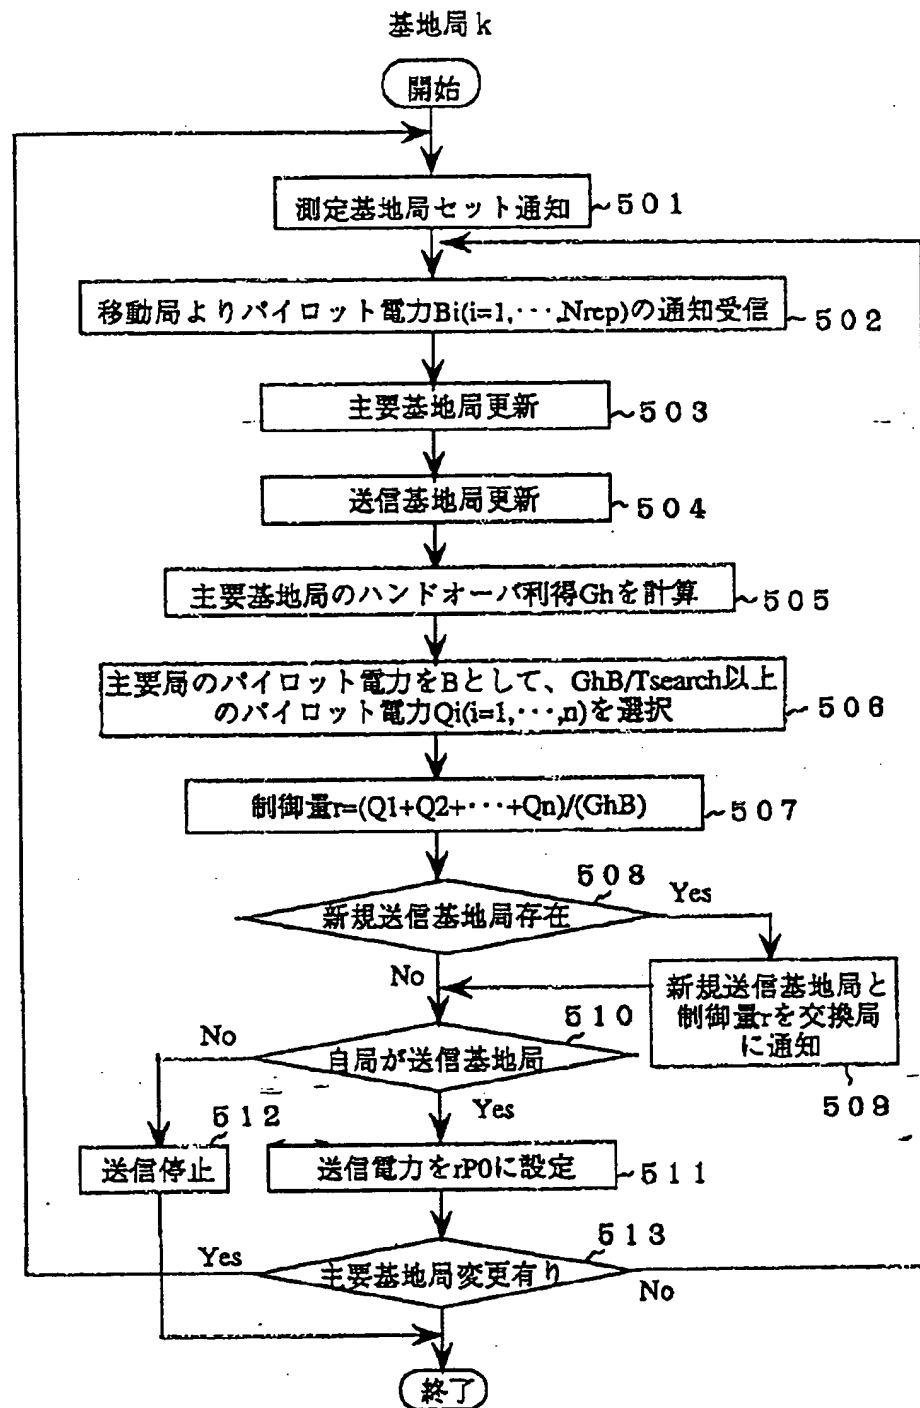 基地局 k
開始
測定基地局セット通知
~501
移動局よりパイロット電力Bi(i=1,···,Nrep)の通知受信
~502
主要基地局更新
~503
送信基地局更新
~504
主要基地局のハンドオーバ利得Ghを計算
~505
主要局のパイロット電力をBとして、GhB/Tsearch以上
のパイロット電力Qi(i=1,···,n)を選択
~506
制御量r=(Q1+Q2+···+Qn)/(GhB)
~507
508
新規送信基地局存在
Yes
No
新規送信基地局と
制御量rを交換局
に通知
509
510
自局が送信基地局
No
Yes
512
送信停止
送信電力をrP0に設定
~511
513
主要基地局変更有り
Yes
No
終了